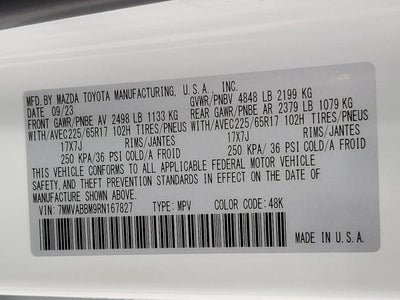 MFD.BY MAZDA TOYOTA MANUFACTURING, U.S.A., INC.
DATE 09/23 GVWR/PNBV 4848 LB 2199 KG
FRONT GAWR/PNBE AV 2498 LB 1133 KG REAR GAWR/PNBE AR 2379 LB 1079 KG
WITH/AVEC225/65R17 102H TIRES/PNEUS WITH/AVEC225/65R17 102H TIRES/PNEUS
17X7J RIMS/JANTES 17X7J RIMS/JANTES
250 KPA/36 PSI COLD/A FROID 250 KPA/36 PSI COLD/A FROID
THIS VEHICLE CONFORMS TO ALL APPLICABLE FEDERAL MOTOR VEHICLE
SAFETY.AND THEFT PREVENTION STANDARDS IN EFFECT ON THE DATE OF
MANUFACTURE SHOWN ABOVE.
VIN: 7MMVABBM9RN167827 TYPE: MPV COLOR CODE: 48K
MADE IN U.S.A.